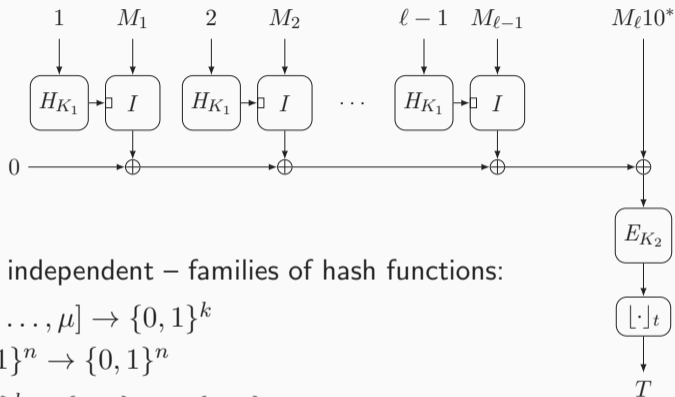 1 M₁ 2 M₂ ℓ − 1 M_{ℓ−1} M_ℓ10*
H_{K₁} I H_{K₁} I ··· H_{K₁} I
0
E_{K₂}
independent – families of hash functions:
…, μ] → {0, 1}^k
⌊·⌋_t
1}^n → {0, 1}^n
T